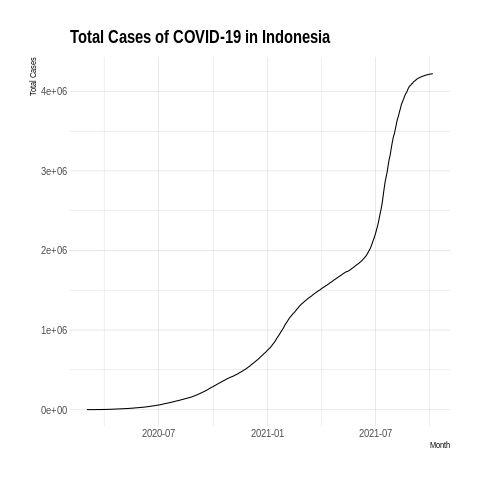 Total Cases of COVID-19 in Indonesia
Total Cases
4e+06
3e+06
2e+06
1e+06
0e+00
2020-07 2021-01 2021-07
Month